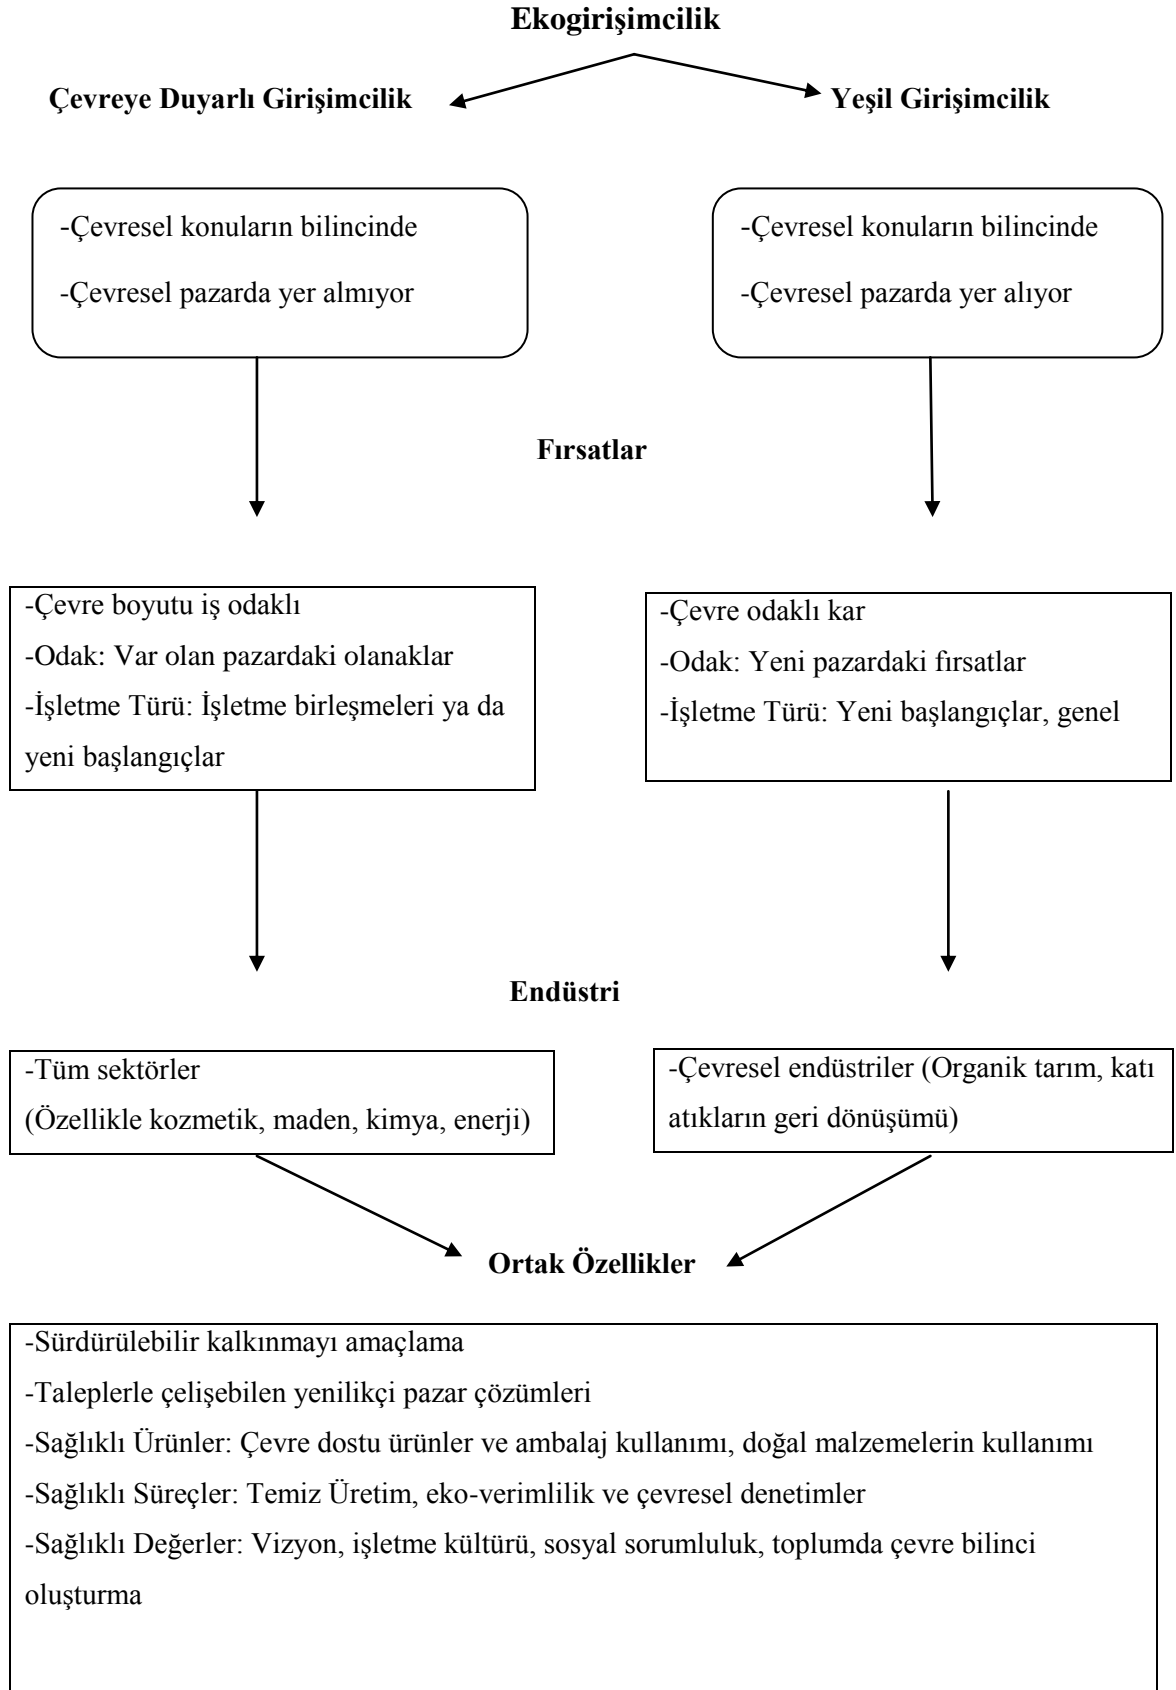 Ekogirişimcilik
Çevreye Duyarlı Girişimcilik
Yeşil Girişimcilik
-Çevresel konuların bilincinde
-Çevresel pazarda yer almıyor
-Çevresel konuların bilincinde
-Çevresel pazarda yer alıyor
Fırsatlar
-Çevre boyutu iş odaklı
-Odak: Var olan pazardaki olanaklar
-İşletme Türü: İşletme birleşmeleri ya da
yeni başlangıçlar
-Çevre odaklı kar
-Odak: Yeni pazardaki fırsatlar
-İşletme Türü: Yeni başlangıçlar, genel
Endüstri
-Tüm sektörler
(Özellikle kozmetik, maden, kimya, enerji)
-Çevresel endüstriler (Organik tarım, katı
atıkların geri dönüşümü)
Ortak Özellikler
-Sürdürülebilir kalkınmayı amaçlama
-Taleplerle çelişebilen yenilikçi pazar çözümleri
-Sağlıklı Ürünler: Çevre dostu ürünler ve ambalaj kullanımı, doğal malzemelerin kullanımı
-Sağlıklı Süreçler: Temiz Üretim, eko-verimlilik ve çevresel denetimler
-Sağlıklı Değerler: Vizyon, işletme kültürü, sosyal sorumluluk, toplumda çevre bilinci
oluşturma